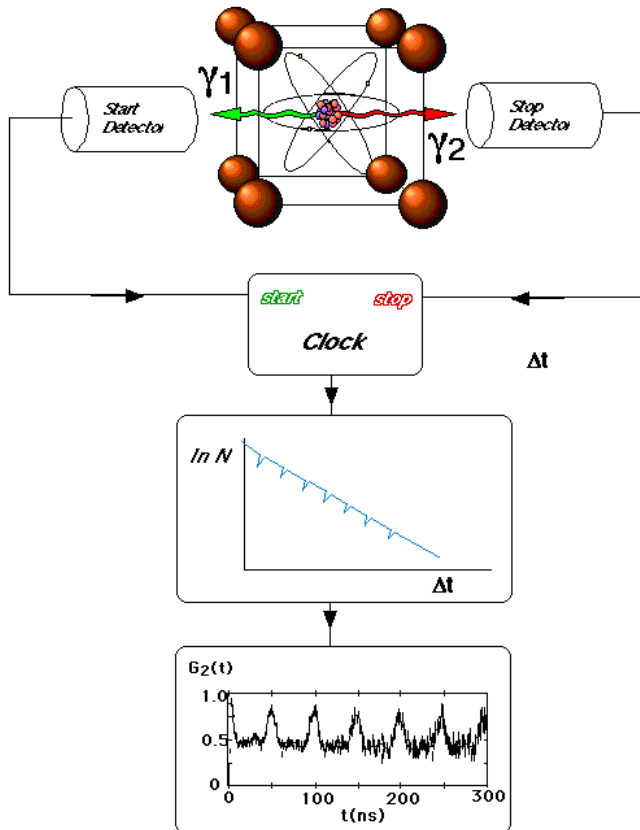 γ1
Start
Detector
γ2
Stop
Detector
start
stop
Clock
Δt
ln N
Δt
G2(t)
1.0
0.5
0
0
100
200
300
t(ns)